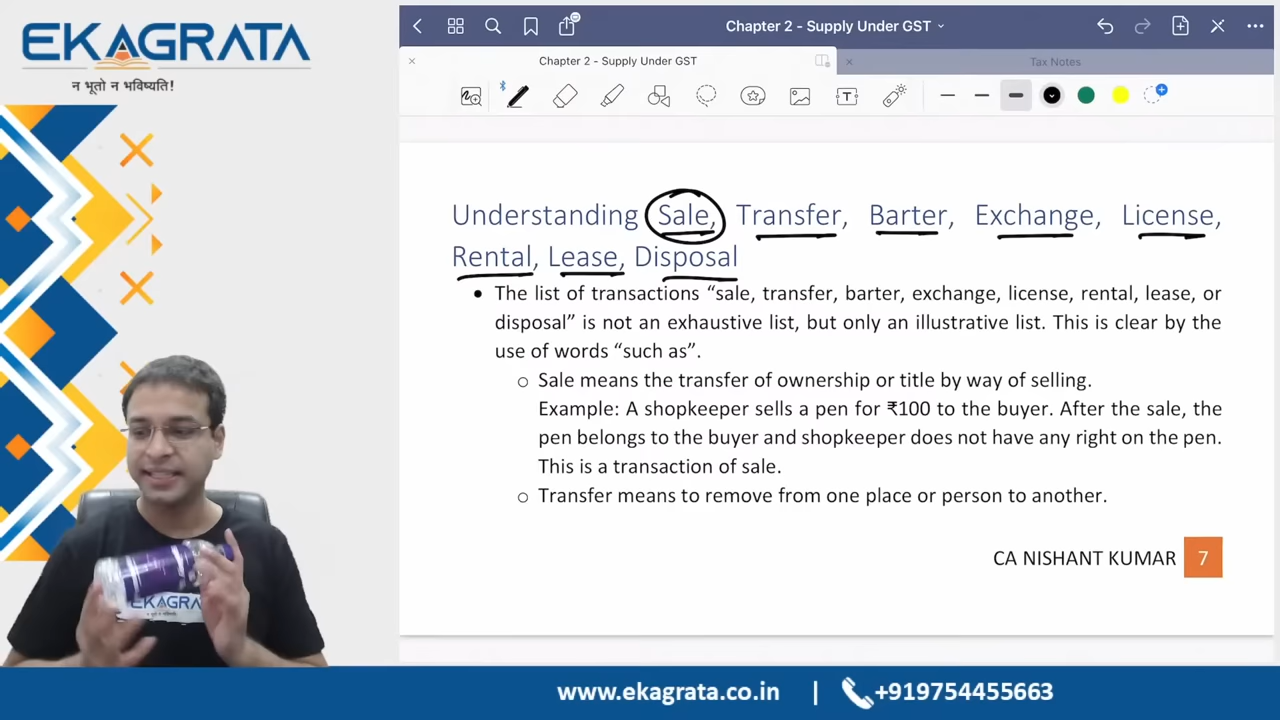 EKAGRATA
न भूतो न भविष्यति!
Chapter 2 - Supply Under GST
Chapter 2 - Supply Under GST
Tax Notes
Understanding Sale, Transfer, Barter, Exchange, License,
Rental, Lease, Disposal
• The list of transactions “sale, transfer, barter, exchange, license, rental, lease, or
disposal” is not an exhaustive list, but only an illustrative list. This is clear by the
use of words “such as”.
o Sale means the transfer of ownership or title by way of selling.
Example: A shopkeeper sells a pen for ₹100 to the buyer. After the sale, the
pen belongs to the buyer and shopkeeper does not have any right on the pen.
This is a transaction of sale.
o Transfer means to remove from one place or person to another.
CA NISHANT KUMAR 7
EKAGRATA
www.ekagrata.co.in | +919754455663